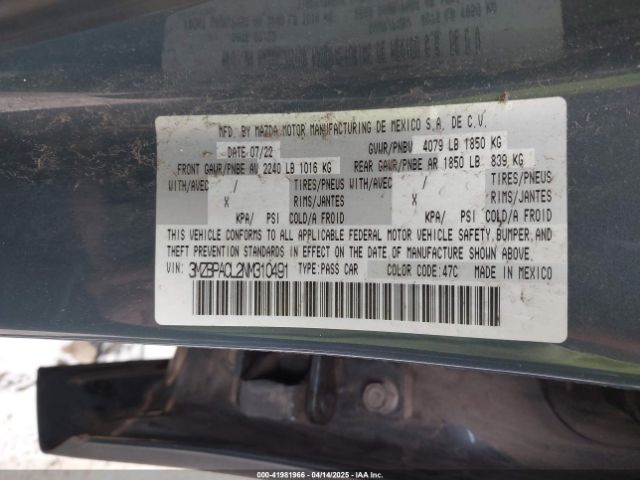 MFD. BY MAZDA MOTOR MANUFACTURING DE MEXICO S.A. DE C.V.
DATE 07/22 GVWR/PNBV 4079 LB 1850 KG
FRONT GAWR/PNBE AV 2240 LB 1016 KG REAR GAWR/PNBE AR 1850 LB 839 KG
WITH/AVEC / TIRES/PNEUS WITH/AVEC / TIRES/PNEUS
X RIMS/JANTES X RIMS/JANTES
KPA/ PSI COLD/A FROID KPA/ PSI COLD/A FROID
THIS VEHICLE CONFORMS TO ALL APPLICABLE FEDERAL MOTOR VEHICLE SAFETY, BUMPER, AND
THEFT PREVENTION STANDARDS IN EFFECT ON THE DATE OF MANUFACTURE SHOWN ABOVE.
VIN: 3MZBPACL2NM310491 TYPE: PASS CAR COLOR CODE: 47C MADE IN MEXICO
000-41981966 - 04/14/2025 - IAAI.COM